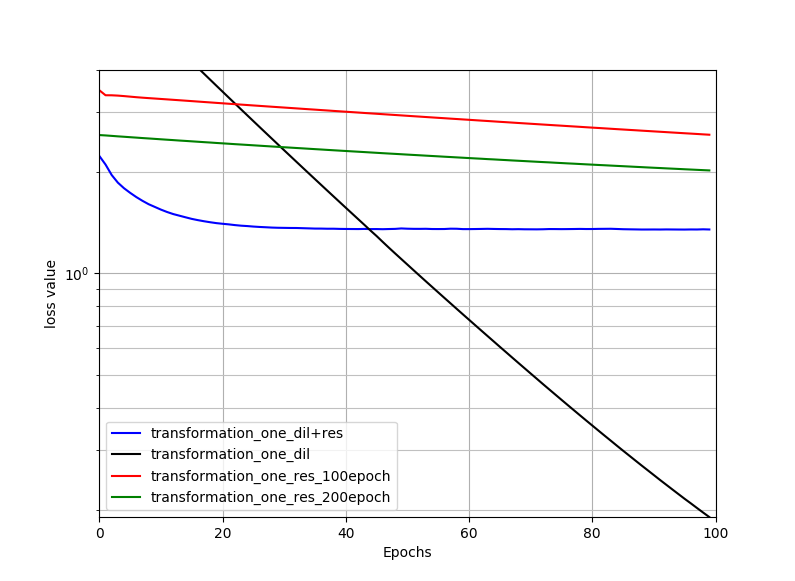 loss value
10⁰
transformation_one_dil+res
transformation_one_dil
transformation_one_res_100epoch
transformation_one_res_200epoch
0 20 40 60 80 100
Epochs